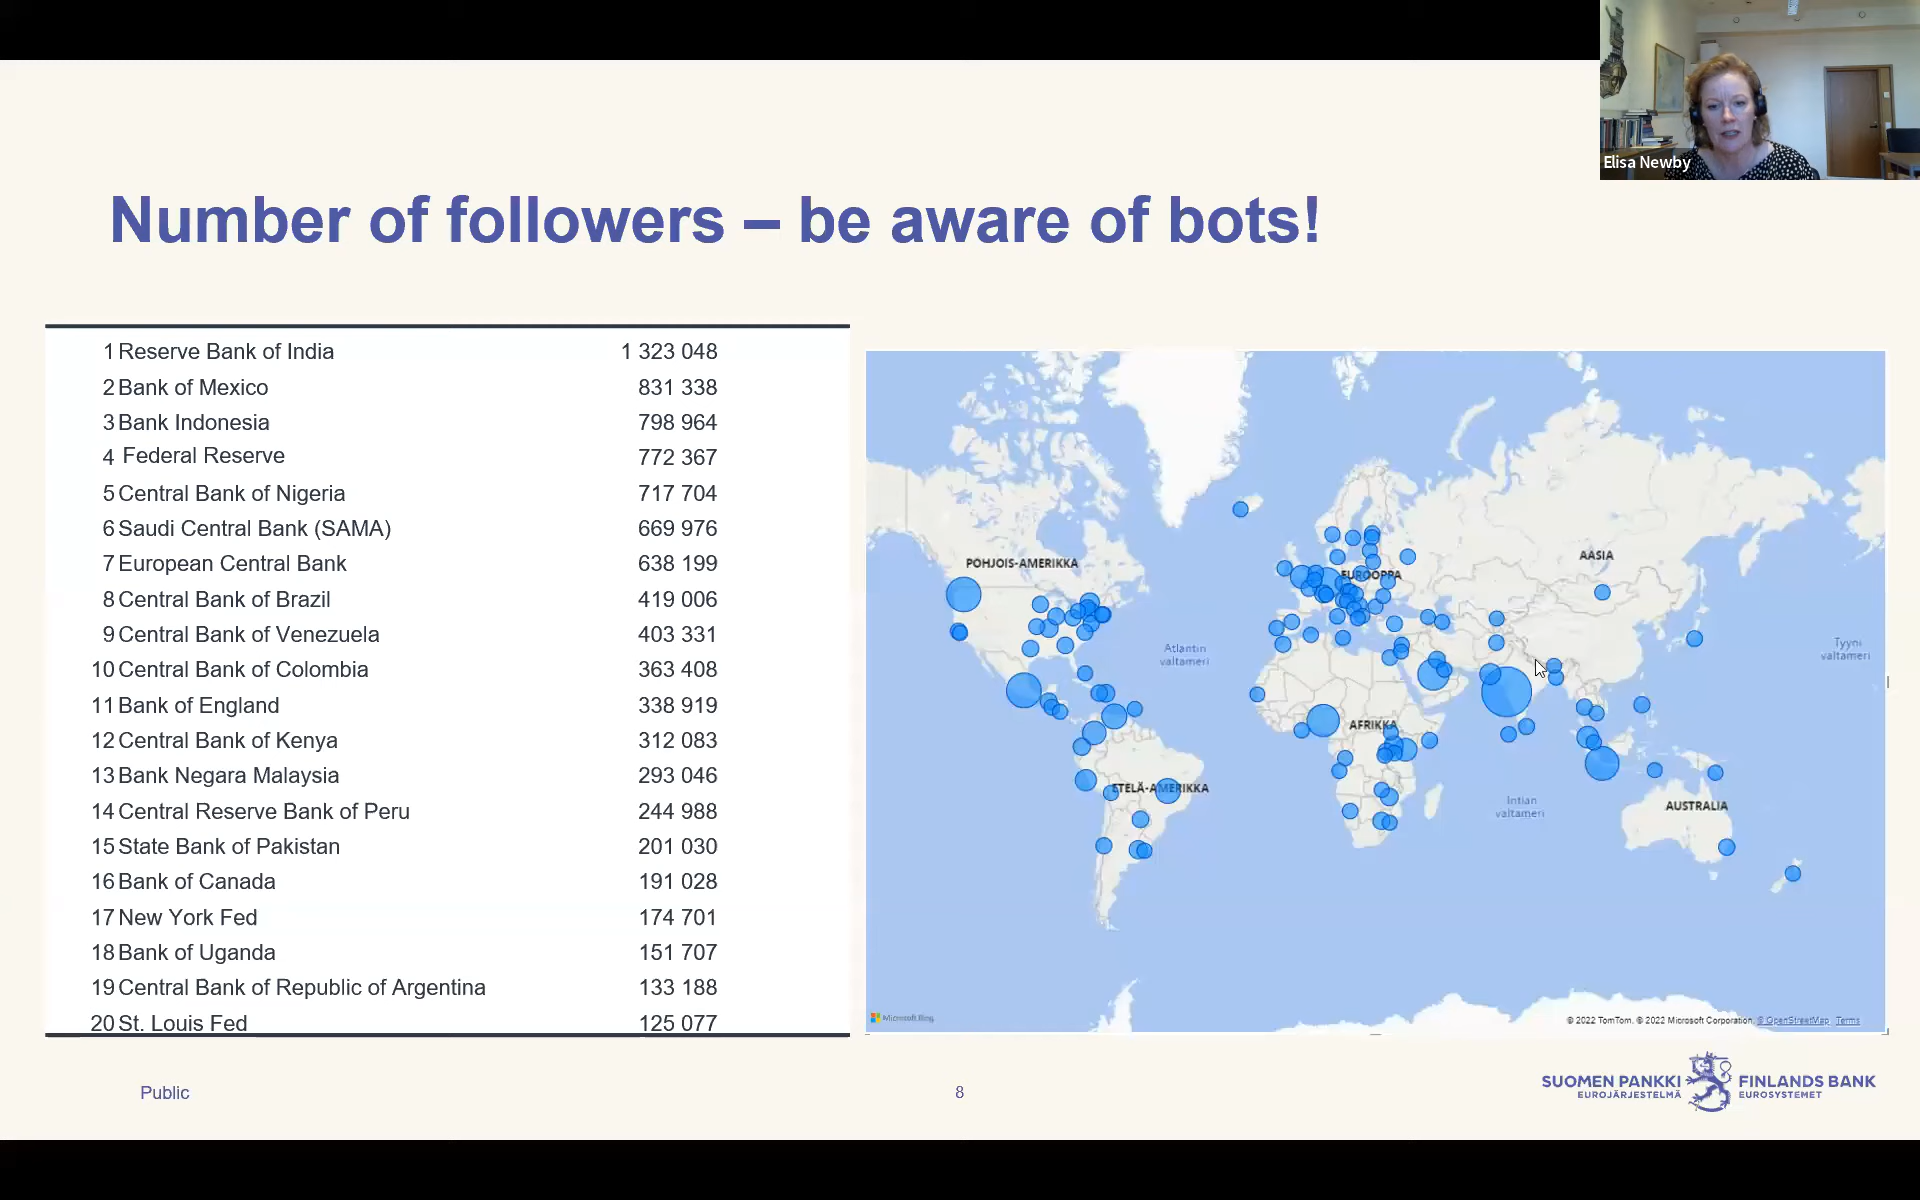 Elisa Newby
Number of followers – be aware of bots!
1 Reserve Bank of India 1 323 048
2 Bank of Mexico 831 338
3 Bank Indonesia 798 964
4 Federal Reserve 772 367
5 Central Bank of Nigeria 717 704
6 Saudi Central Bank (SAMA) 669 976
7 European Central Bank 638 199
8 Central Bank of Brazil 419 006
9 Central Bank of Venezuela 403 331
10 Central Bank of Colombia 363 408
11 Bank of England 338 919
12 Central Bank of Kenya 312 083
13 Bank Negara Malaysia 293 046
14 Central Reserve Bank of Peru 244 988
15 State Bank of Pakistan 201 030
16 Bank of Canada 191 028
17 New York Fed 174 701
18 Bank of Uganda 151 707
19 Central Bank of Republic of Argentina 133 188
20 St. Louis Fed 125 077
POHJOIS-AMERIKKA
EUROOPPA
AASIA
Atlantin
valtameri
Tyyni
valtameri
AFRIKKA
ETELÄ-AMERIKKA
Intian
valtameri
AUSTRALIA
Microsoft Bing
© 2022 TomTom, © 2022 Microsoft Corporation, © OpenStreetMap Terms
Public
8
SUOMEN PANKKI
EUROJÄRJESTELMÄ
FINLANDS BANK
EUROSYSTEMET